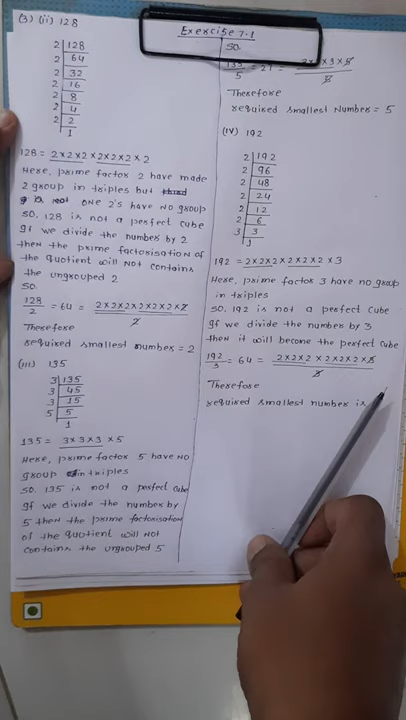 (3) (ii) 128
2 | 128
2 | 64
2 | 32
2 | 16
2 | 8
2 | 4
2 | 2
1
128 = 2×2×2×2×2×2×2
Here, prime factor 2 have made
2 group in triples but
ONE 2's have NO group
SO, 128 is not a perfect cube
If we divide the number by 2
then the prime factorisation of
the quotient will NOT contains
the ungrouped 2
SO.
128/2 = 64 = 2×2×2×2×2×2×2/2
Therefore
required smallest number = 2
(iii) 135
3 | 135
3 | 45
3 | 15
5 | 5
1
135 = 3×3×3×5
Here, prime factor 5 have NO
group in triples
SO. 135 is not a perfect cube
If we divide the number by
5 then the prime factorisation
of the quotient will NOT
contains the urgrouped 5
Exercise 7.1
SO.
135/5 = 27 = 3×3×3×5/5
Therefore
required smallest Number = 5
(iv) 192
2 | 192
2 | 96
2 | 48
2 | 24
2 | 12
2 | 6
3 | 3
1
192 = 2×2×2×2×2×2×3
Here, prime factor 3 have no group
in triples
SO, 192 is not a perfect cube
If we divide the number by 3
then it will become the perfect cube
192/3 = 64 = 2×2×2×2×2×2×3/3
Therefore
required smallest number is